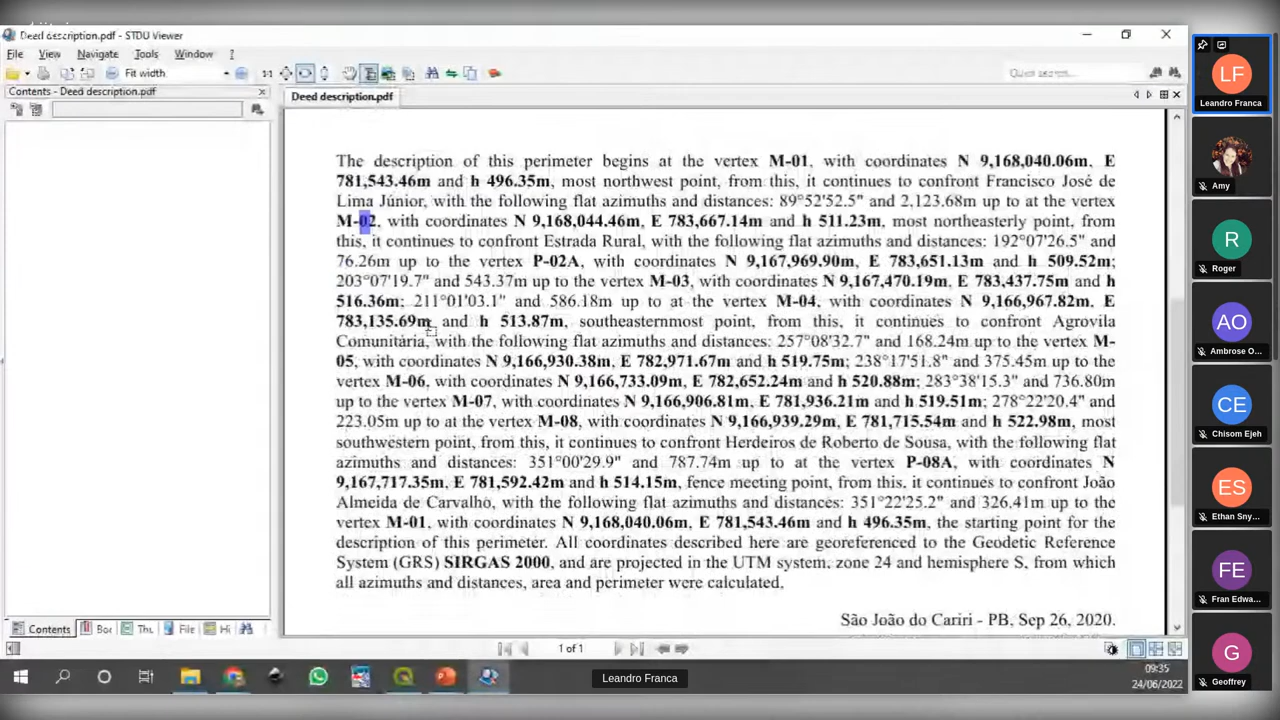 Deed description.pdf - STDU Viewer
File View Navigate Tools Window ?
Fit width
1:1
Contents - Deed description.pdf
Deed description.pdf
The description of this perimeter begins at the vertex M-01, with coordinates N 9,168,040.06m, E
781,543.46m and h 496.35m, most northwest point, from this, it continues to confront Francisco José de
Lima Júnior, with the following flat azimuths and distances: 89°52'52.5" and 2,123.68m up to at the vertex
M-02, with coordinates N 9,168,044.46m, E 783,667.14m and h 511.23m, most northeasterly point, from
this, it continues to confront Estrada Rural, with the following flat azimuths and distances: 192°07'26.5" and
76.26m up to the vertex P-02A, with coordinates N 9,167,969.90m, E 783,651.13m and h 509.52m;
203°07'19.7" and 543.37m up to the vertex M-03, with coordinates N 9,167,470.19m, E 783,437.75m and h
516.36m; 211°01'03.1" and 586.18m up to at the vertex M-04, with coordinates N 9,166,967.82m, E
783,135.69m and h 513.87m, southeasternmost point, from this, it continues to confront Agrovila
Comunitária, with the following flat azimuths and distances: 257°08'32.7" and 168.24m up to the vertex M-
05, with coordinates N 9,166,930.38m, E 782,971.67m and h 519.75m; 238°17'51.8" and 375.45m up to the
vertex M-06, with coordinates N 9,166,733.09m, E 782,652.24m and h 520.88m; 283°38'15.3" and 736.80m
up to the vertex M-07, with coordinates N 9,166,906.81m, E 781,936.21m and h 519.51m; 278°22'20.4" and
223.05m up to at the vertex M-08, with coordinates N 9,166,939.29m, E 781,715.54m and h 522.98m, most
southwestern point, from this, it continues to confront Herdeiros de Roberto de Sousa, with the following flat
azimuths and distances: 351°00'29.9" and 787.74m up to at the vertex P-08A, with coordinates N
9,167,717.35m, E 781,592.42m and h 514.15m, fence meeting point, from this, it continues to confront João
Almeida de Carvalho, with the following flat azimuths and distances: 351°22'25.2" and 326.41m up to the
vertex M-01, with coordinates N 9,168,040.06m, E 781,543.46m and h 496.35m, the starting point for the
description of this perimeter. All coordinates described here are georeferenced to the Geodetic Reference
System (GRS) SIRGAS 2000, and are projected in the UTM system, zone 24 and hemisphere S, from which
all azimuths and distances, area and perimeter were calculated.
São João do Cariri - PB, Sep 26, 2020.
Contents Boo Thu File Hi
1 of 1
09:35
24/06/2022
Leandro Franca
LF
Leandro Franca
Amy
R
Roger
AO
Ambrose O...
CE
Chisom Ejeh
ES
Ethan Sny...
FE
Fran Edwa...
G
Geoffrey